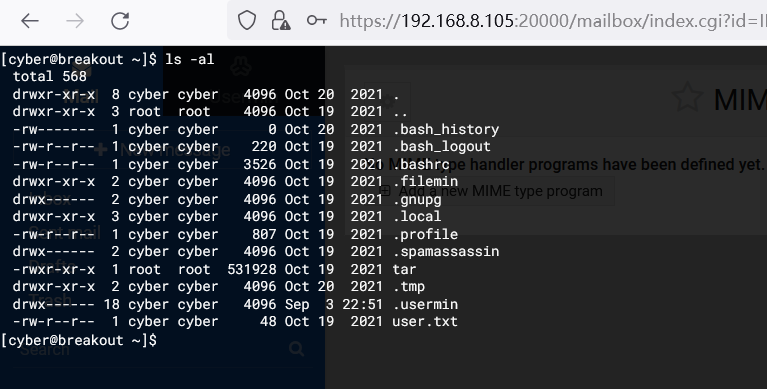 https://192.168.8.105:20000/mailbox/index.cgi?id=I
[cyber@breakout ~]$ ls -al
total 568
drwxr-xr-x 8 cyber cyber 4096 Oct 20 2021 .
drwxr-xr-x 3 root root 4096 Oct 19 2021 ..
-rw------- 1 cyber cyber 0 Oct 20 2021 .bash_history
-rw-r--r-- 1 cyber cyber 220 Oct 19 2021 .bash_logout
-rw-r--r-- 1 cyber cyber 3526 Oct 19 2021 .bashrc
drwxr-xr-x 2 cyber cyber 4096 Oct 19 2021 .filemin
drwx------ 2 cyber cyber 4096 Oct 19 2021 .gnupg
drwxr-xr-x 3 cyber cyber 4096 Oct 19 2021 .local
-rw-r--r-- 1 cyber cyber 807 Oct 19 2021 .profile
drwx------ 2 cyber cyber 4096 Oct 19 2021 .spamassassin
-rwxr-xr-x 1 root root 531928 Oct 19 2021 tar
drwxr-xr-x 2 cyber cyber 4096 Oct 20 2021 .tmp
drwx------ 18 cyber cyber 4096 Sep 3 22:51 .usermin
-rw-r--r-- 1 cyber cyber 48 Oct 19 2021 user.txt
[cyber@breakout ~]$
Mail
message
mail
Trash
Search
MIM
type handler programs have been defined yet.
Add a new MIME type program